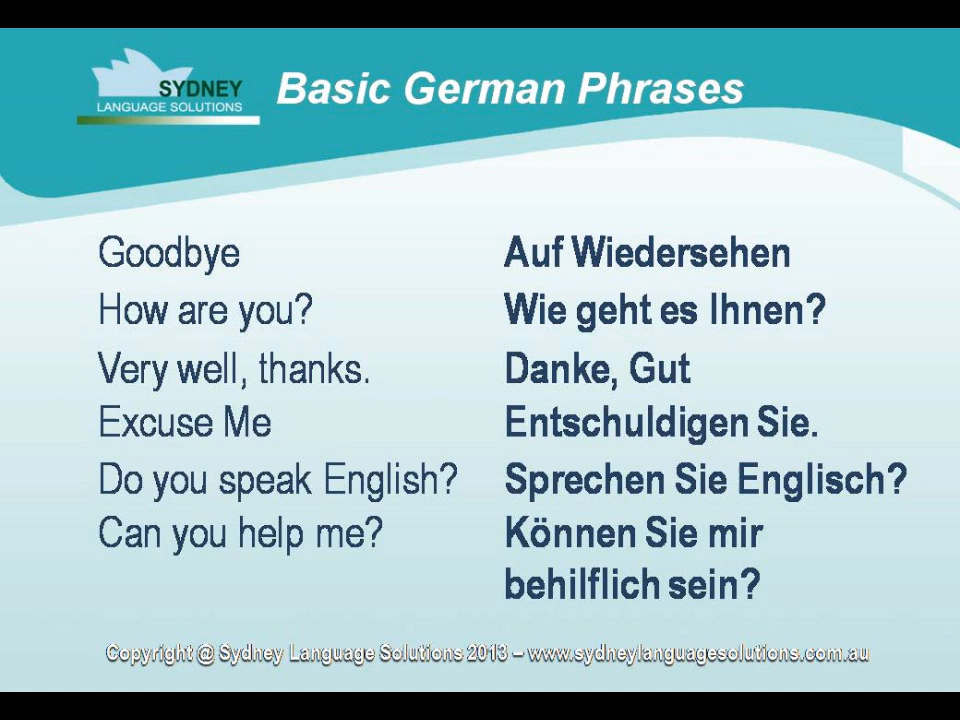 SYDNEY
LANGUAGE SOLUTIONS
Basic German Phrases
Goodbye Auf Wiedersehen
How are you? Wie geht es Ihnen?
Very well, thanks. Danke, Gut
Excuse Me Entschuldigen Sie.
Do you speak English? Sprechen Sie Englisch?
Can you help me? Können Sie mir
behilflich sein?
Copyright @ Sydney Language Solutions 2013 – www.sydneylanguagesolutions.com.au